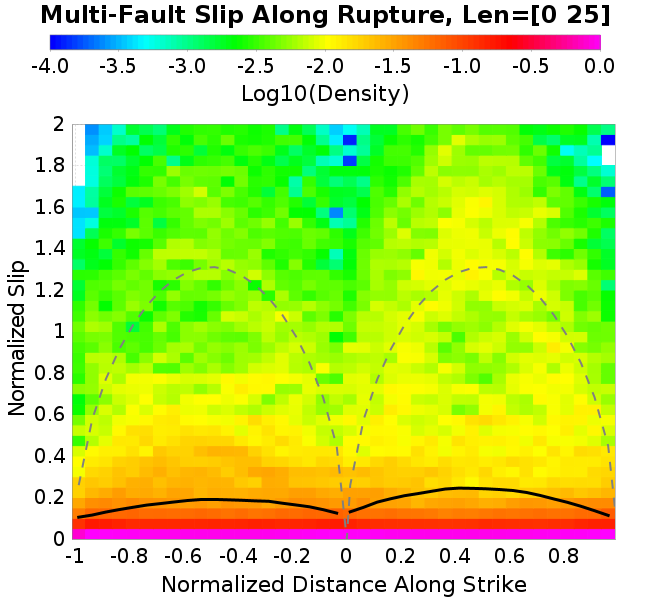 Multi-Fault Slip Along Rupture, Len=[0 25]
-4.0 -3.5 -3.0 -2.5 -2.0 -1.5 -1.0 -0.5 0.0
Log10(Density)
2
1.8
1.6
1.4
1.2
1
0.8
0.6
0.4
0.2
0
Normalized Slip
-1 -0.8 -0.6 -0.4 -0.2 0 0.2 0.4 0.6 0.8
Normalized Distance Along Strike